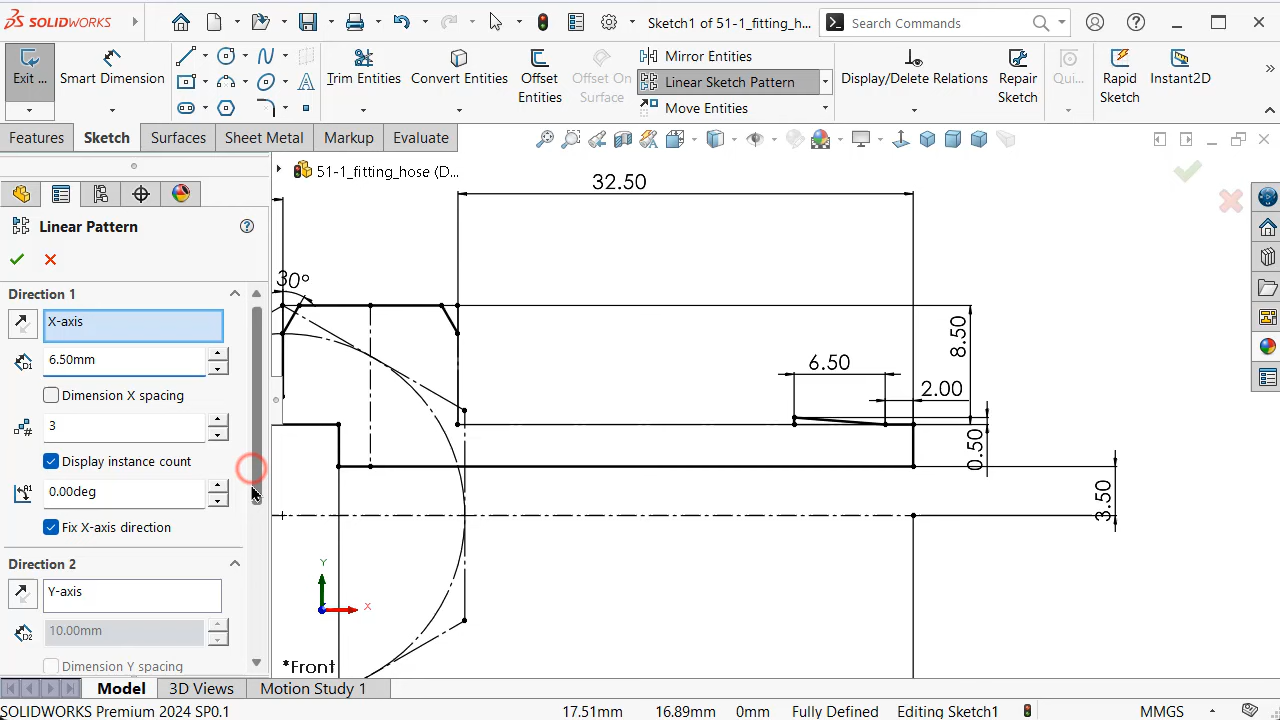 SOLIDWORKS
Sketch1 of 51-1_fitting_h...
Search Commands
Exit ...
Smart Dimension
Trim Entities
Convert Entities
Offset Entities
Offset On Surface
Mirror Entities
Linear Sketch Pattern
Move Entities
Display/Delete Relations
Repair Sketch
Qui...
Rapid Sketch
Instant2D
Features
Sketch
Surfaces
Sheet Metal
Markup
Evaluate
51-1_fitting_hose (D...
Linear Pattern
Direction 1
X-axis
6.50mm
Dimension X spacing
3
Display instance count
0.00deg
Fix X-axis direction
Direction 2
Y-axis
10.00mm
Dimension Y spacing
32.50
30°
8.50
6.50
2.00
0.50
3.50
Y
X
*Front
Model
3D Views
Motion Study 1
SOLIDWORKS Premium 2024 SP0.1
17.51mm
16.89mm
0mm
Fully Defined
Editing Sketch1
MMGS